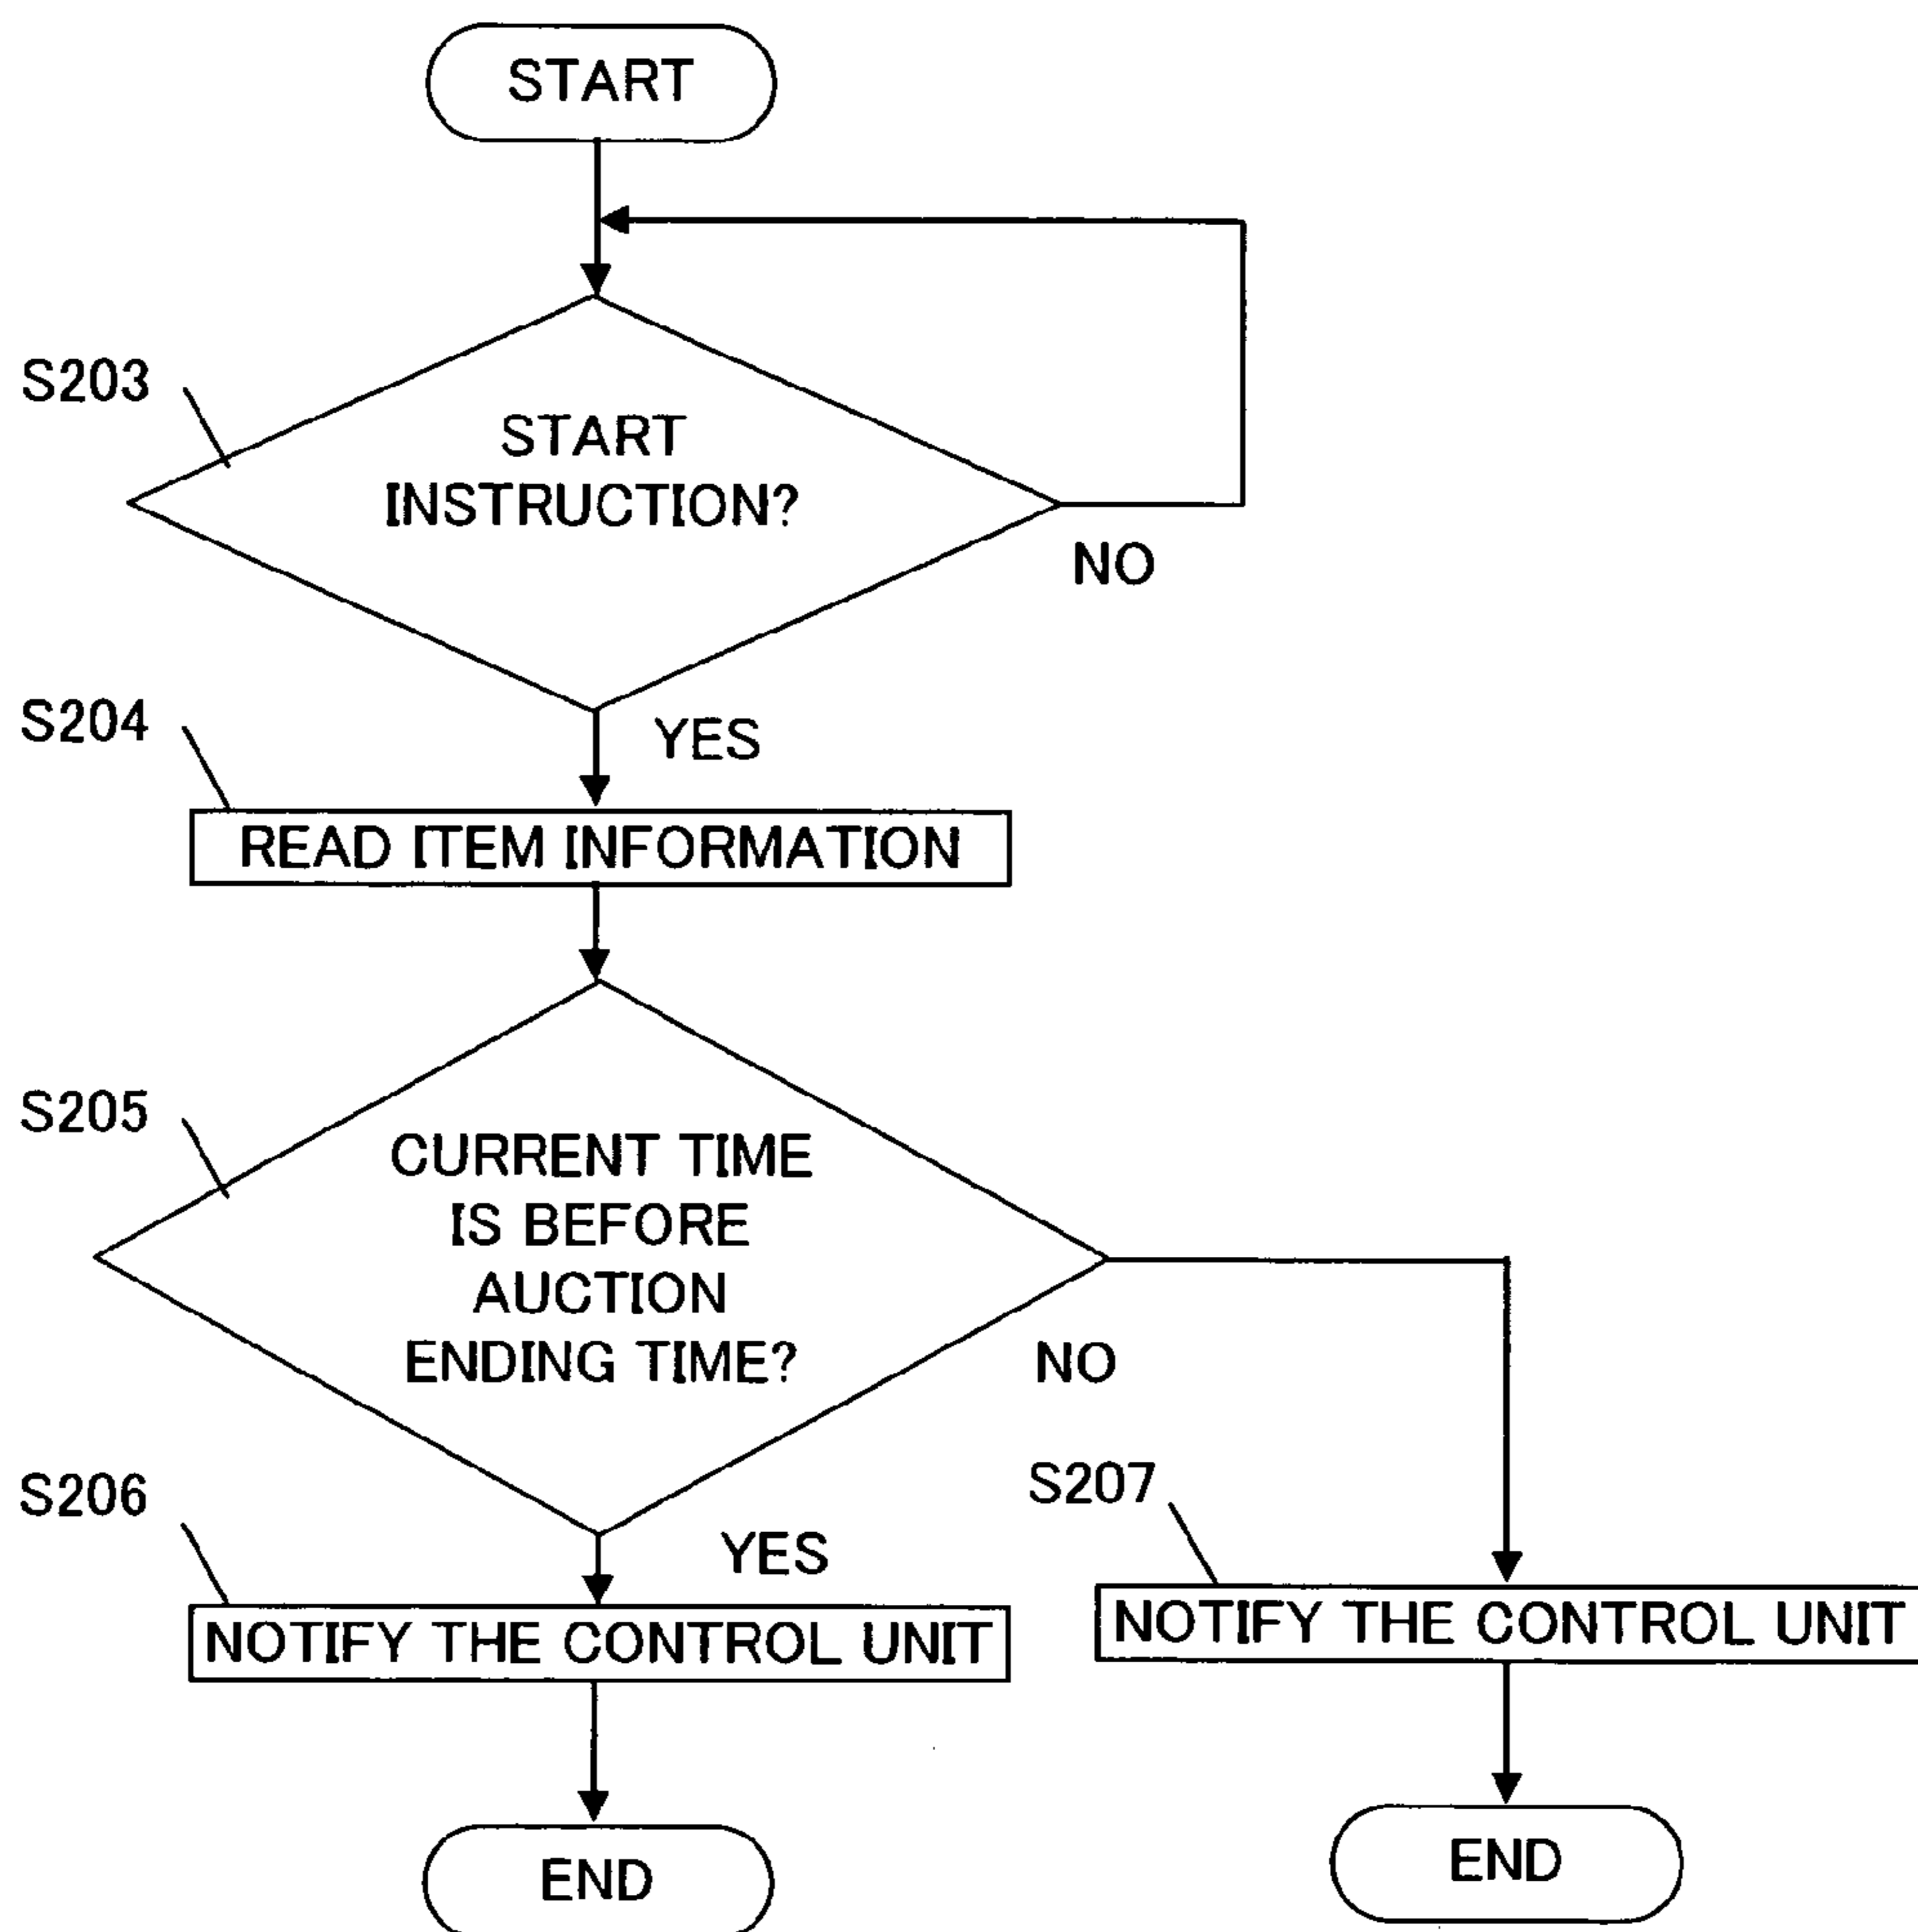 START
S203
START
INSTRUCTION?
NO
S204
YES
READ ITEM INFORMATION
S205
CURRENT TIME
IS BEFORE
AUCTION
ENDING TIME?
NO
S206
YES
S207
NOTIFY THE CONTROL UNIT
NOTIFY THE CONTROL UNIT
END
END